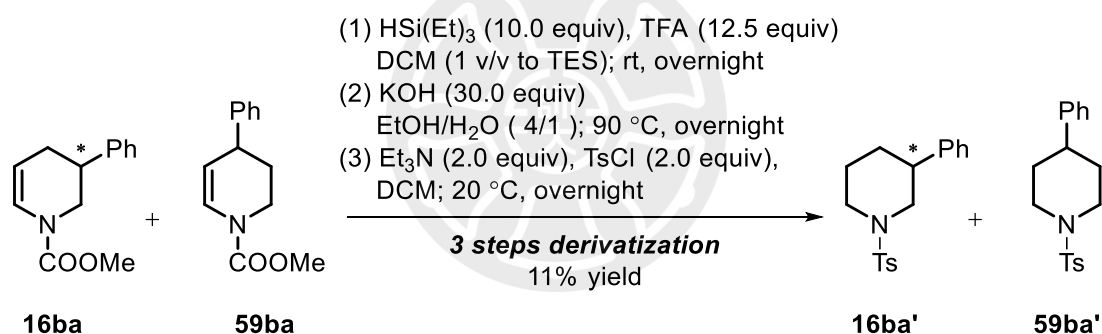 (1) HSi(Et)3 (10.0 equiv), TFA (12.5 equiv)
DCM (1 v/v to TES); rt, overnight
(2) KOH (30.0 equiv)
EtOH/H2O ( 4/1 ); 90 °C, overnight
(3) Et3N (2.0 equiv), TsCl (2.0 equiv),
DCM; 20 °C, overnight
3 steps derivatization
11% yield
* Ph
N
COOMe
16ba
+
Ph
N
COOMe
59ba
* Ph
N
Ts
16ba'
+
Ph
N
Ts
59ba'